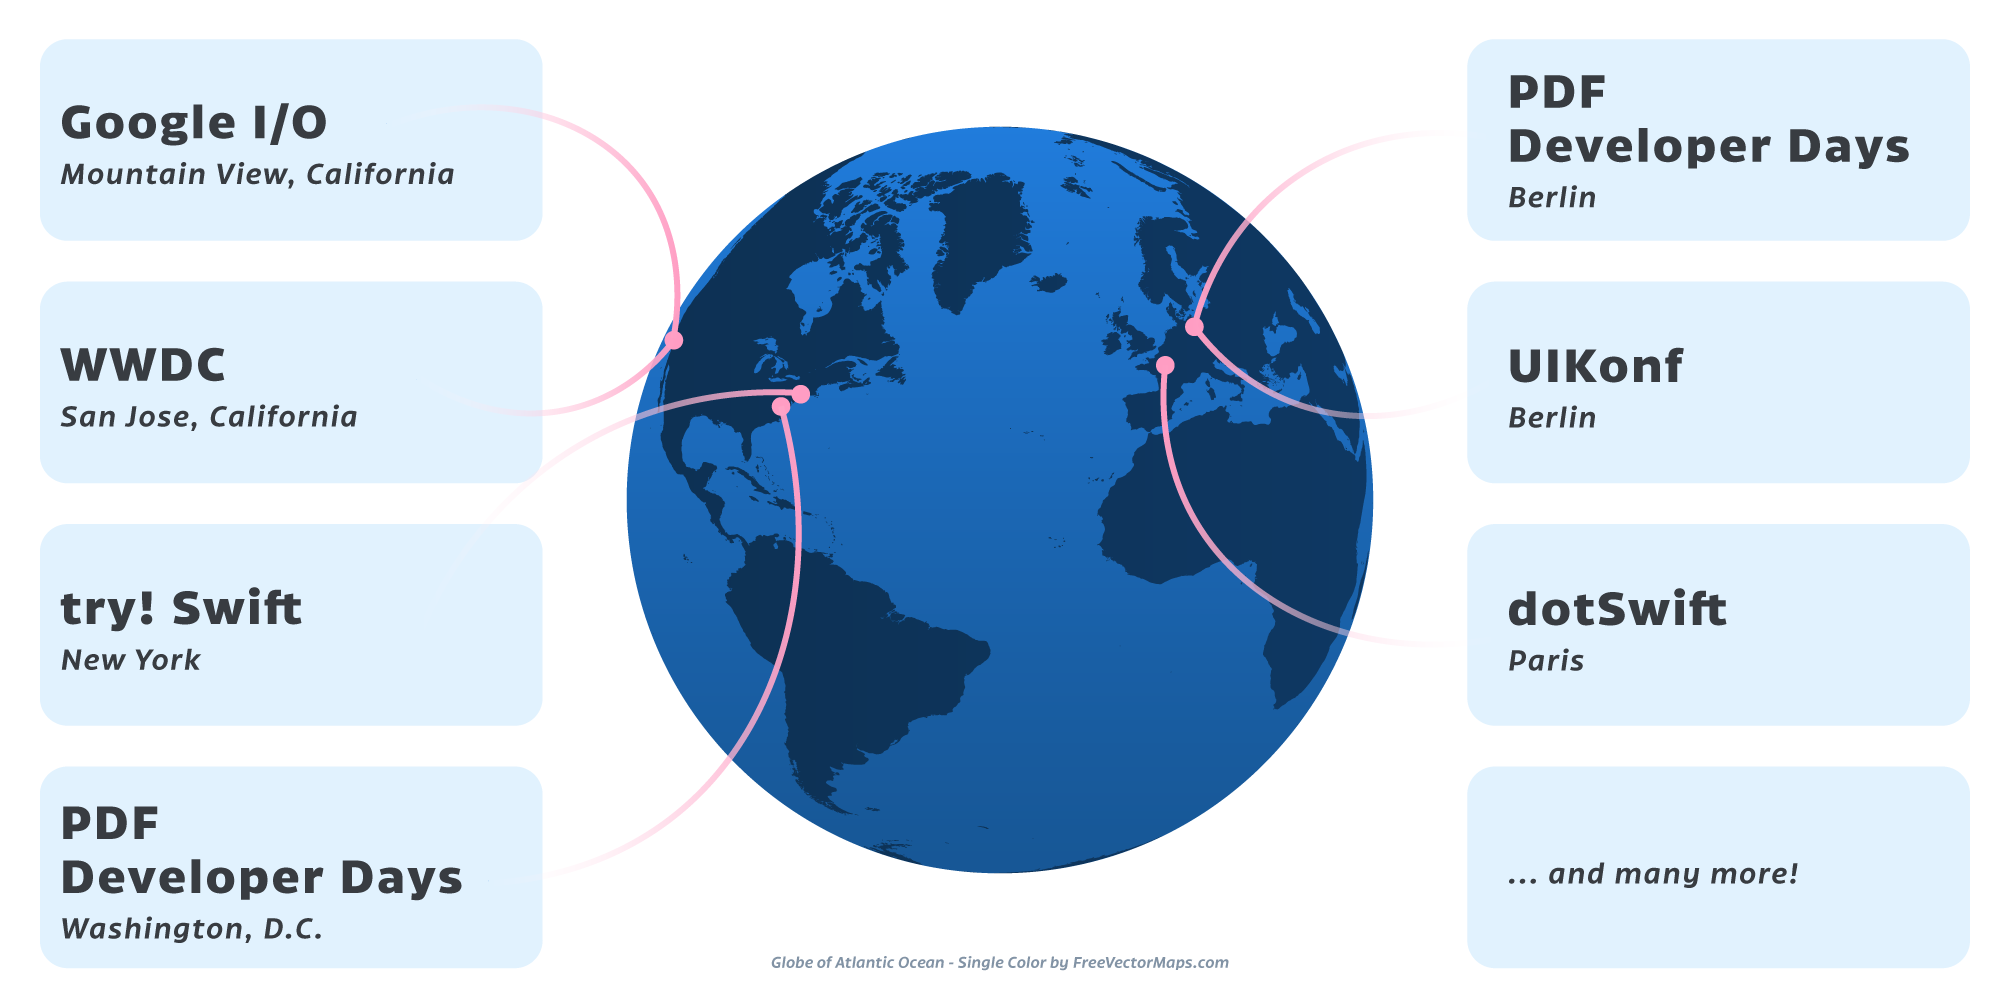 Google I/O
Mountain View, California
WWDC
San Jose, California
try! Swift
New York
PDF
Developer Days
Washington, D.C.
PDF
Developer Days
Berlin
UIKonf
Berlin
dotSwift
Paris
... and many more!
Globe of Atlantic Ocean - Single Color by FreeVectorMaps.com